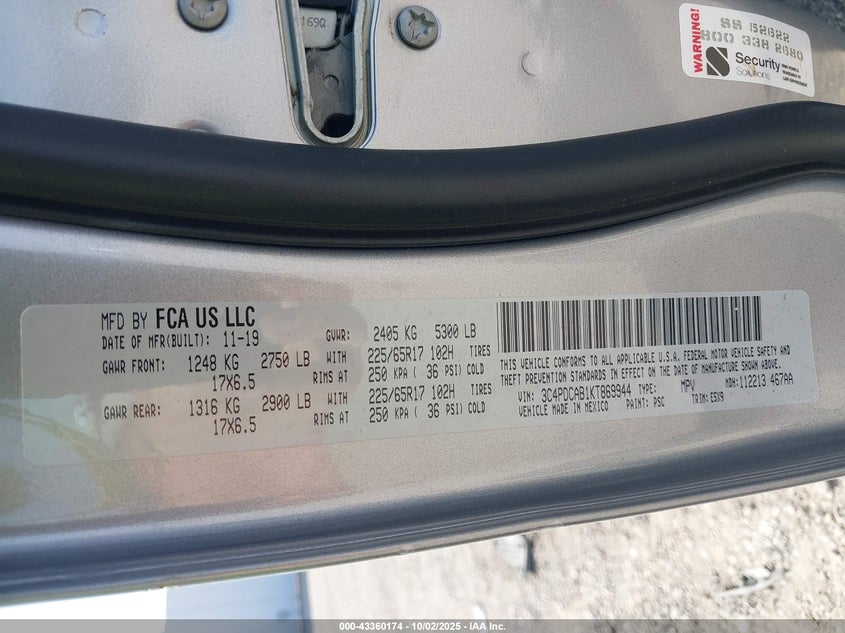 169Q
WARNING!
SS 52622
800 338 2680
S Security
Solutions
MFD BY FCA US LLC
DATE OF MFR(BUILT): 11-19
GVWR: 2405 KG 5300 LB
GAWR FRONT: 1248 KG 2750 LB WITH 225/65R17 102H TIRES
17X6.5 RIMS AT 250 KPA ( 36 PSI) COLD
GAWR REAR: 1316 KG 2900 LB WITH 225/65R17 102H TIRES
17X6.5 RIMS AT 250 KPA ( 36 PSI) COLD
THIS VEHICLE CONFORMS TO ALL APPLICABLE U.S.A. FEDERAL MOTOR VEHICLE SAFETY AND
THEFT PREVENTION STANDARDS IN EFFECT ON THE DATE OF MANUFACTURE SHOWN ABOVE.
VIN: 3C4PDCAB1KT869944 TYPE: MPV MDH: 112213 467AA
VEHICLE MADE IN MEXICO PAINT: PSC TRIM: ESX9
000-43360174 - 10/02/2025 - IAA, Inc.